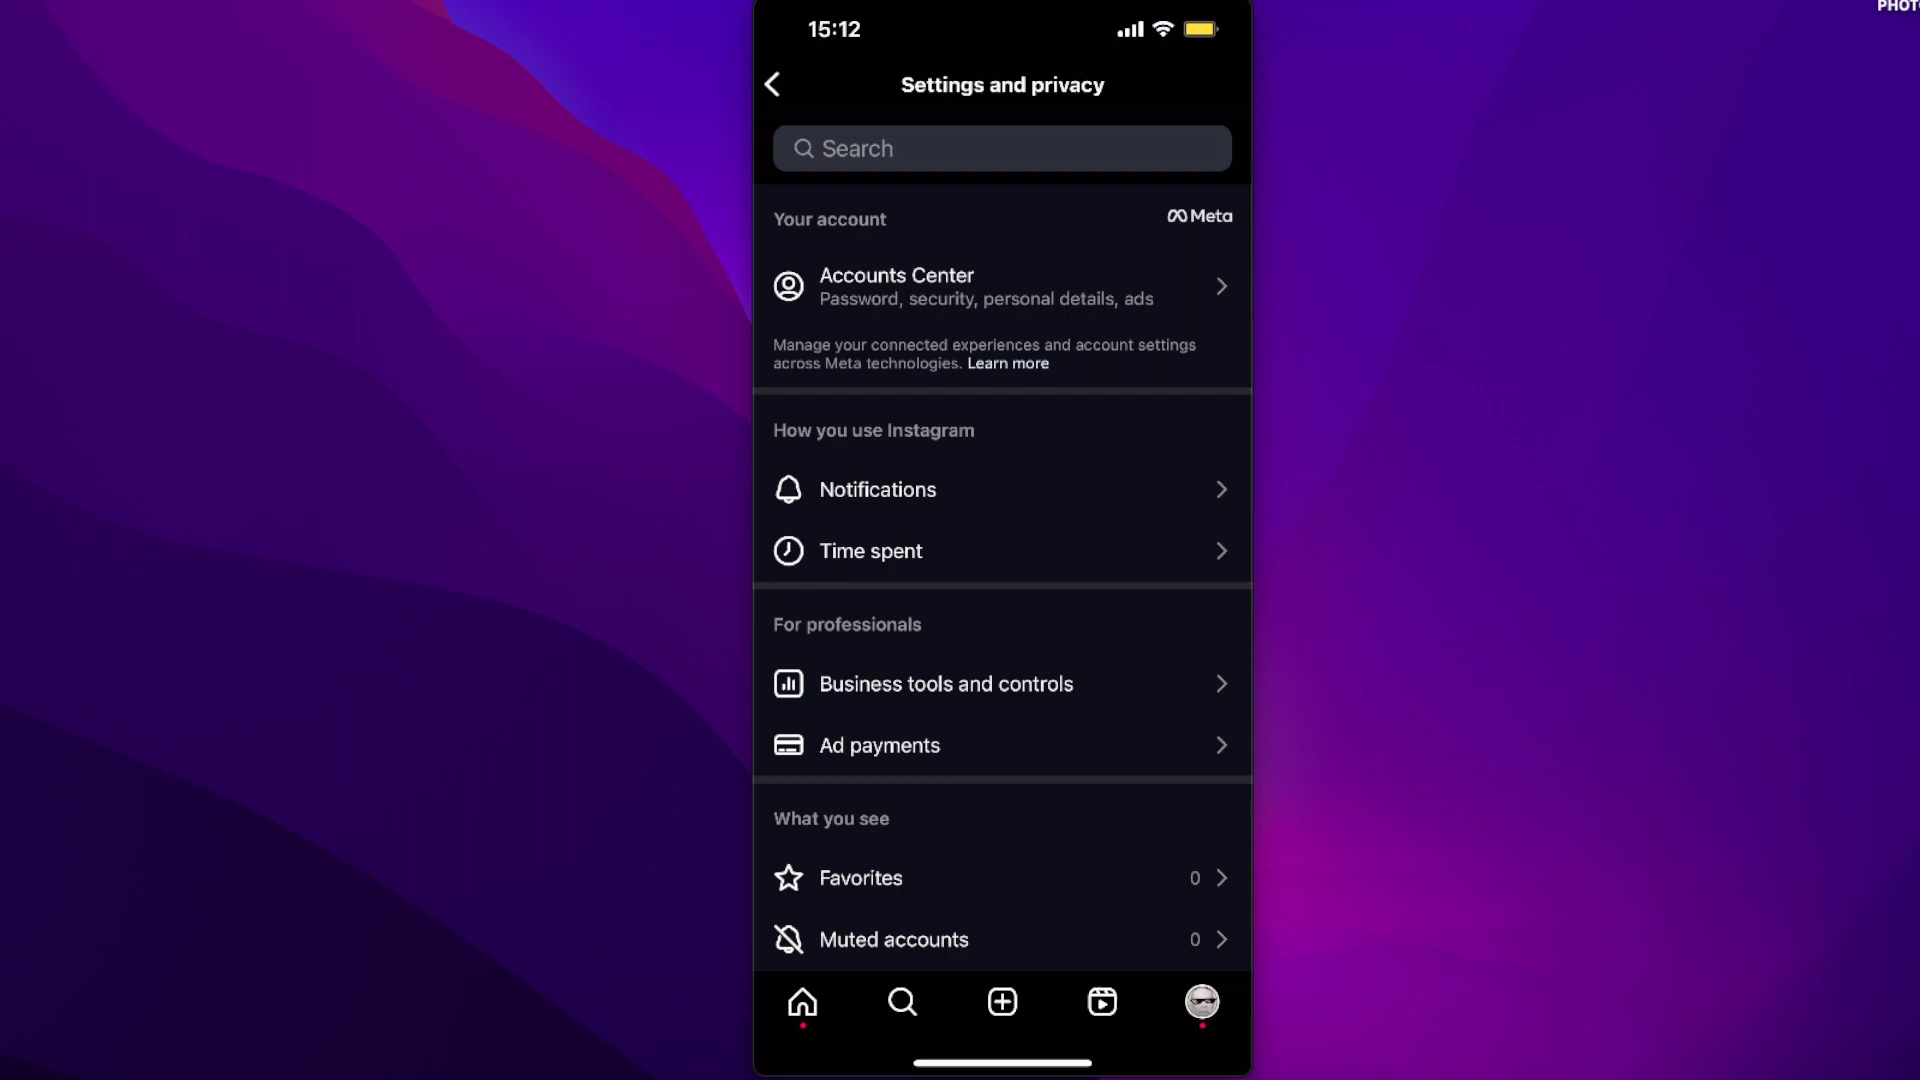 15:12
Settings and privacy
Search
Your account
Meta
Accounts Center
Password, security, personal details, ads
Manage your connected experiences and account settings
across Meta technologies. Learn more
How you use Instagram
Notifications
Time spent
For professionals
Business tools and controls
Ad payments
What you see
Favorites 0
Muted accounts 0